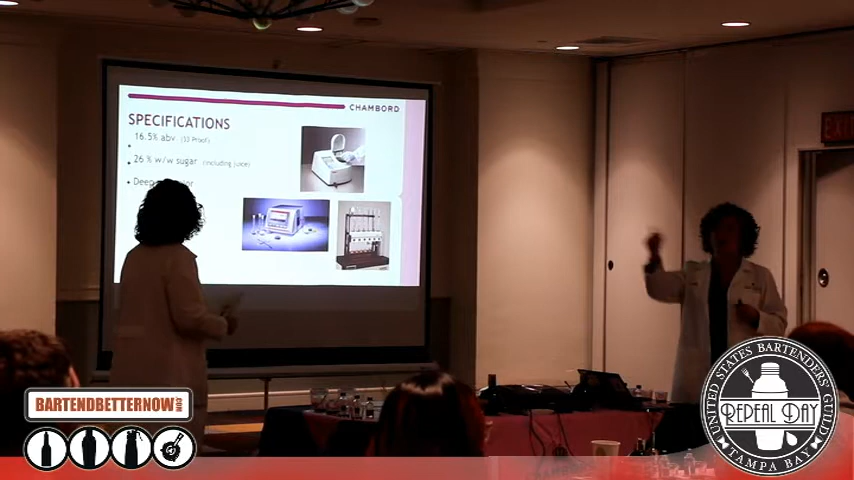 CHAMBORD
SPECIFICATIONS
16.5% abv (33 Proof)
26 % w/w sugar (including juice)
Deep
EXIT
BARTENDBETTERNOW.COM
UNITED STATES BARTENDERS' GUILD
REPEAL DAY
TAMPA BAY